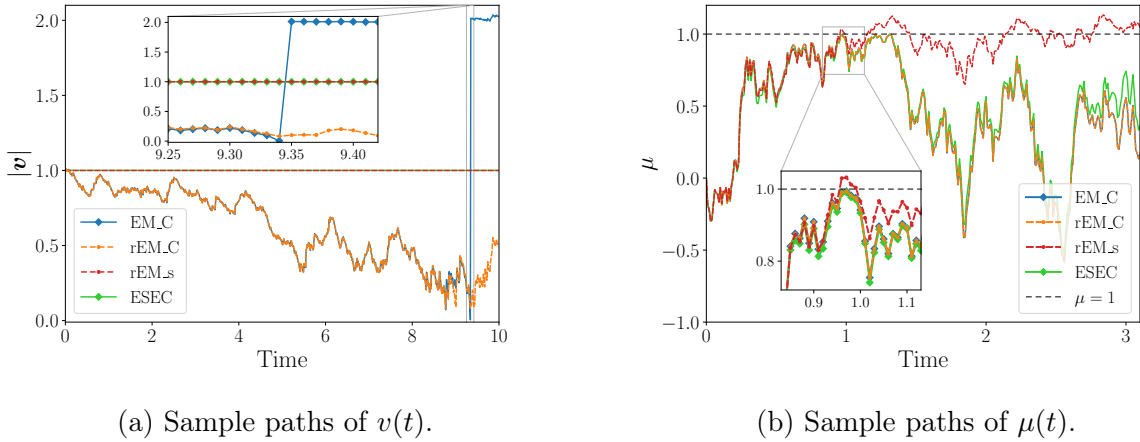 2.0
1.5
1.0
0.5
0.0
|v|
0 2 4 6 8 10
Time
2.0
1.5
1.0
0.5
0.0
9.25 9.30 9.35 9.40
EM_C
rEM_C
rEM_s
ESEC
(a) Sample paths of v(t).
1.0
0.5
0.0
−0.5
−1.0
μ
0 1 2 3
Time
1.0
0.8
0.9 1.0 1.1
EM_C
rEM_C
rEM_s
ESEC
μ = 1
(b) Sample paths of μ(t).